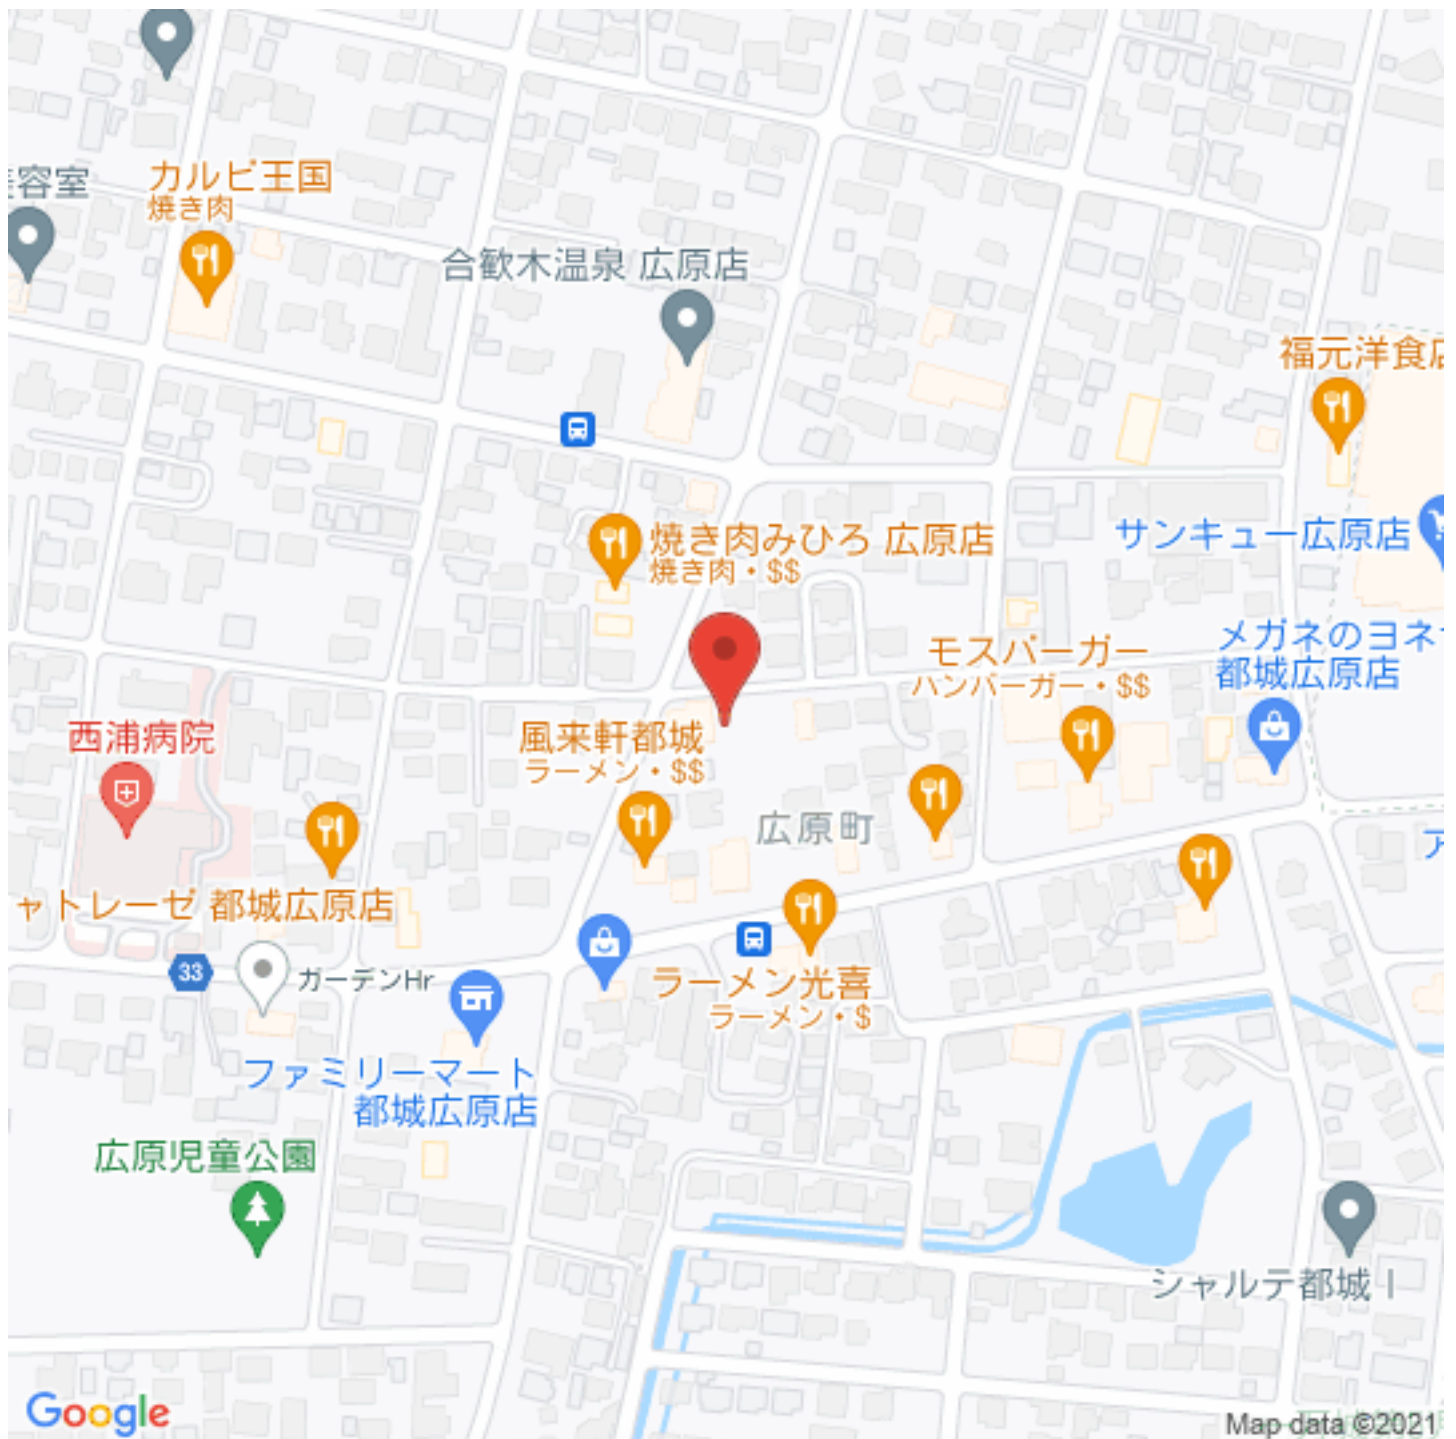 カルビ王国
焼き肉
容室
合歓木温泉 広原店
福元洋食店
サンキュー広原店
焼き肉みひろ 広原店
焼き肉・$$
メガネのヨネ
都城広原店
モスバーガー
ハンバーガー・$$
西浦病院
風来軒都城
ラーメン・$$
広原町
ャトレーゼ 都城広原店
33
ガーデンHr
ラーメン光喜
ラーメン・$
ファミリーマート
都城広原店
広原児童公園
シャルテ都城 I
Google
Map data ©2021